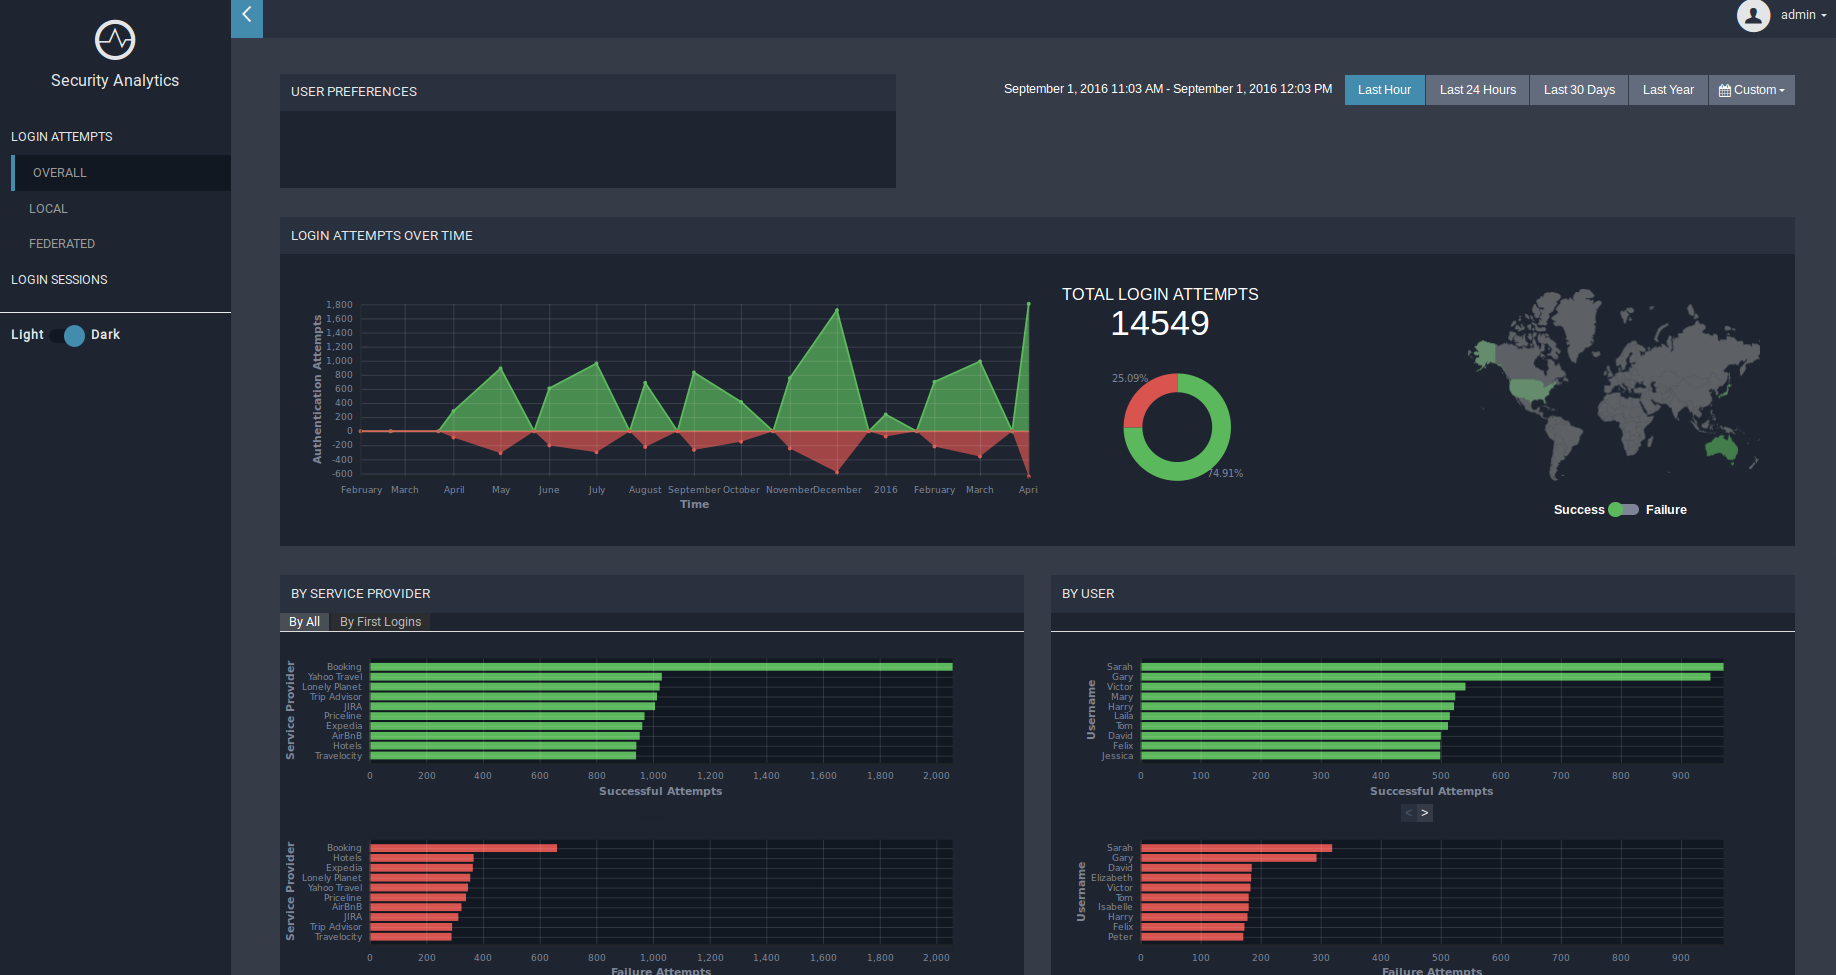 Security Analytics
LOGIN ATTEMPTS
OVERALL
LOCAL
FEDERATED
LOGIN SESSIONS
Light Dark
admin
USER PREFERENCES
September 1, 2016 11:03 AM - September 1, 2016 12:03 PM
Last Hour Last 24 Hours Last 30 Days Last Year Custom
LOGIN ATTEMPTS OVER TIME
Authentication Attempts
1,800
1,600
1,400
1,200
1,000
800
600
400
200
0
-200
-400
-600
February March April May June July August September October November December 2016 February March Apri
Time
TOTAL LOGIN ATTEMPTS
14549
25.09%
74.91%
Success Failure
BY SERVICE PROVIDER
By All By First Logins
Service Provider
Booking
Yahoo Travel
Lonely Planet
Trip Advisor
JIRA
Priceline
Expedia
AirBnB
Hotels
Travelocity
0 200 400 600 800 1,000 1,200 1,400 1,600 1,800 2,000
Successful Attempts
Service Provider
Booking
Hotels
Expedia
Lonely Planet
Yahoo Travel
Priceline
AirBnB
JIRA
Trip Advisor
Travelocity
0 200 400 600 800 1,000 1,200 1,400 1,600 1,800 2,000
Failure Attempts
BY USER
Username
Sarah
Gary
Victor
Mary
Harry
Laila
Tom
David
Felix
Jessica
0 100 200 300 400 500 600 700 800 900
Successful Attempts
< >
Username
Sarah
Gary
David
Elizabeth
Victor
Tom
Isabelle
Harry
Felix
Peter
0 100 200 300 400 500 600 700 800 900
Failure Attempts